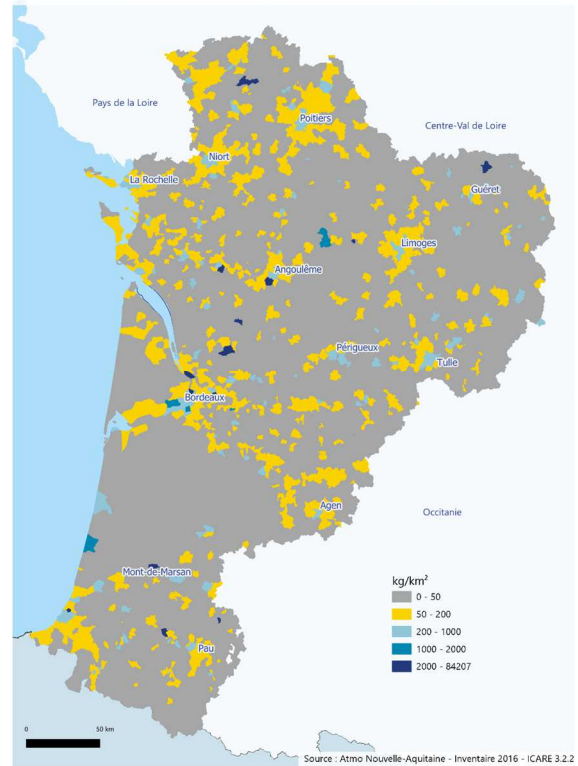 Pays de la Loire
Poitiers
Centre-Val de Loire
Niort
La Rochelle
Guéret
Limoges
Angoulême
Périgueux
Tulle
Bordeaux
Agen
Occitanie
Mont-de-Marsan
Pau
kg/km²
0 - 50
50 - 200
200 - 1000
1000 - 2000
2000 - 84207
0 50 km
Source : Atmo Nouvelle-Aquitaine - Inventaire 2016 - ICARE 3.2.2